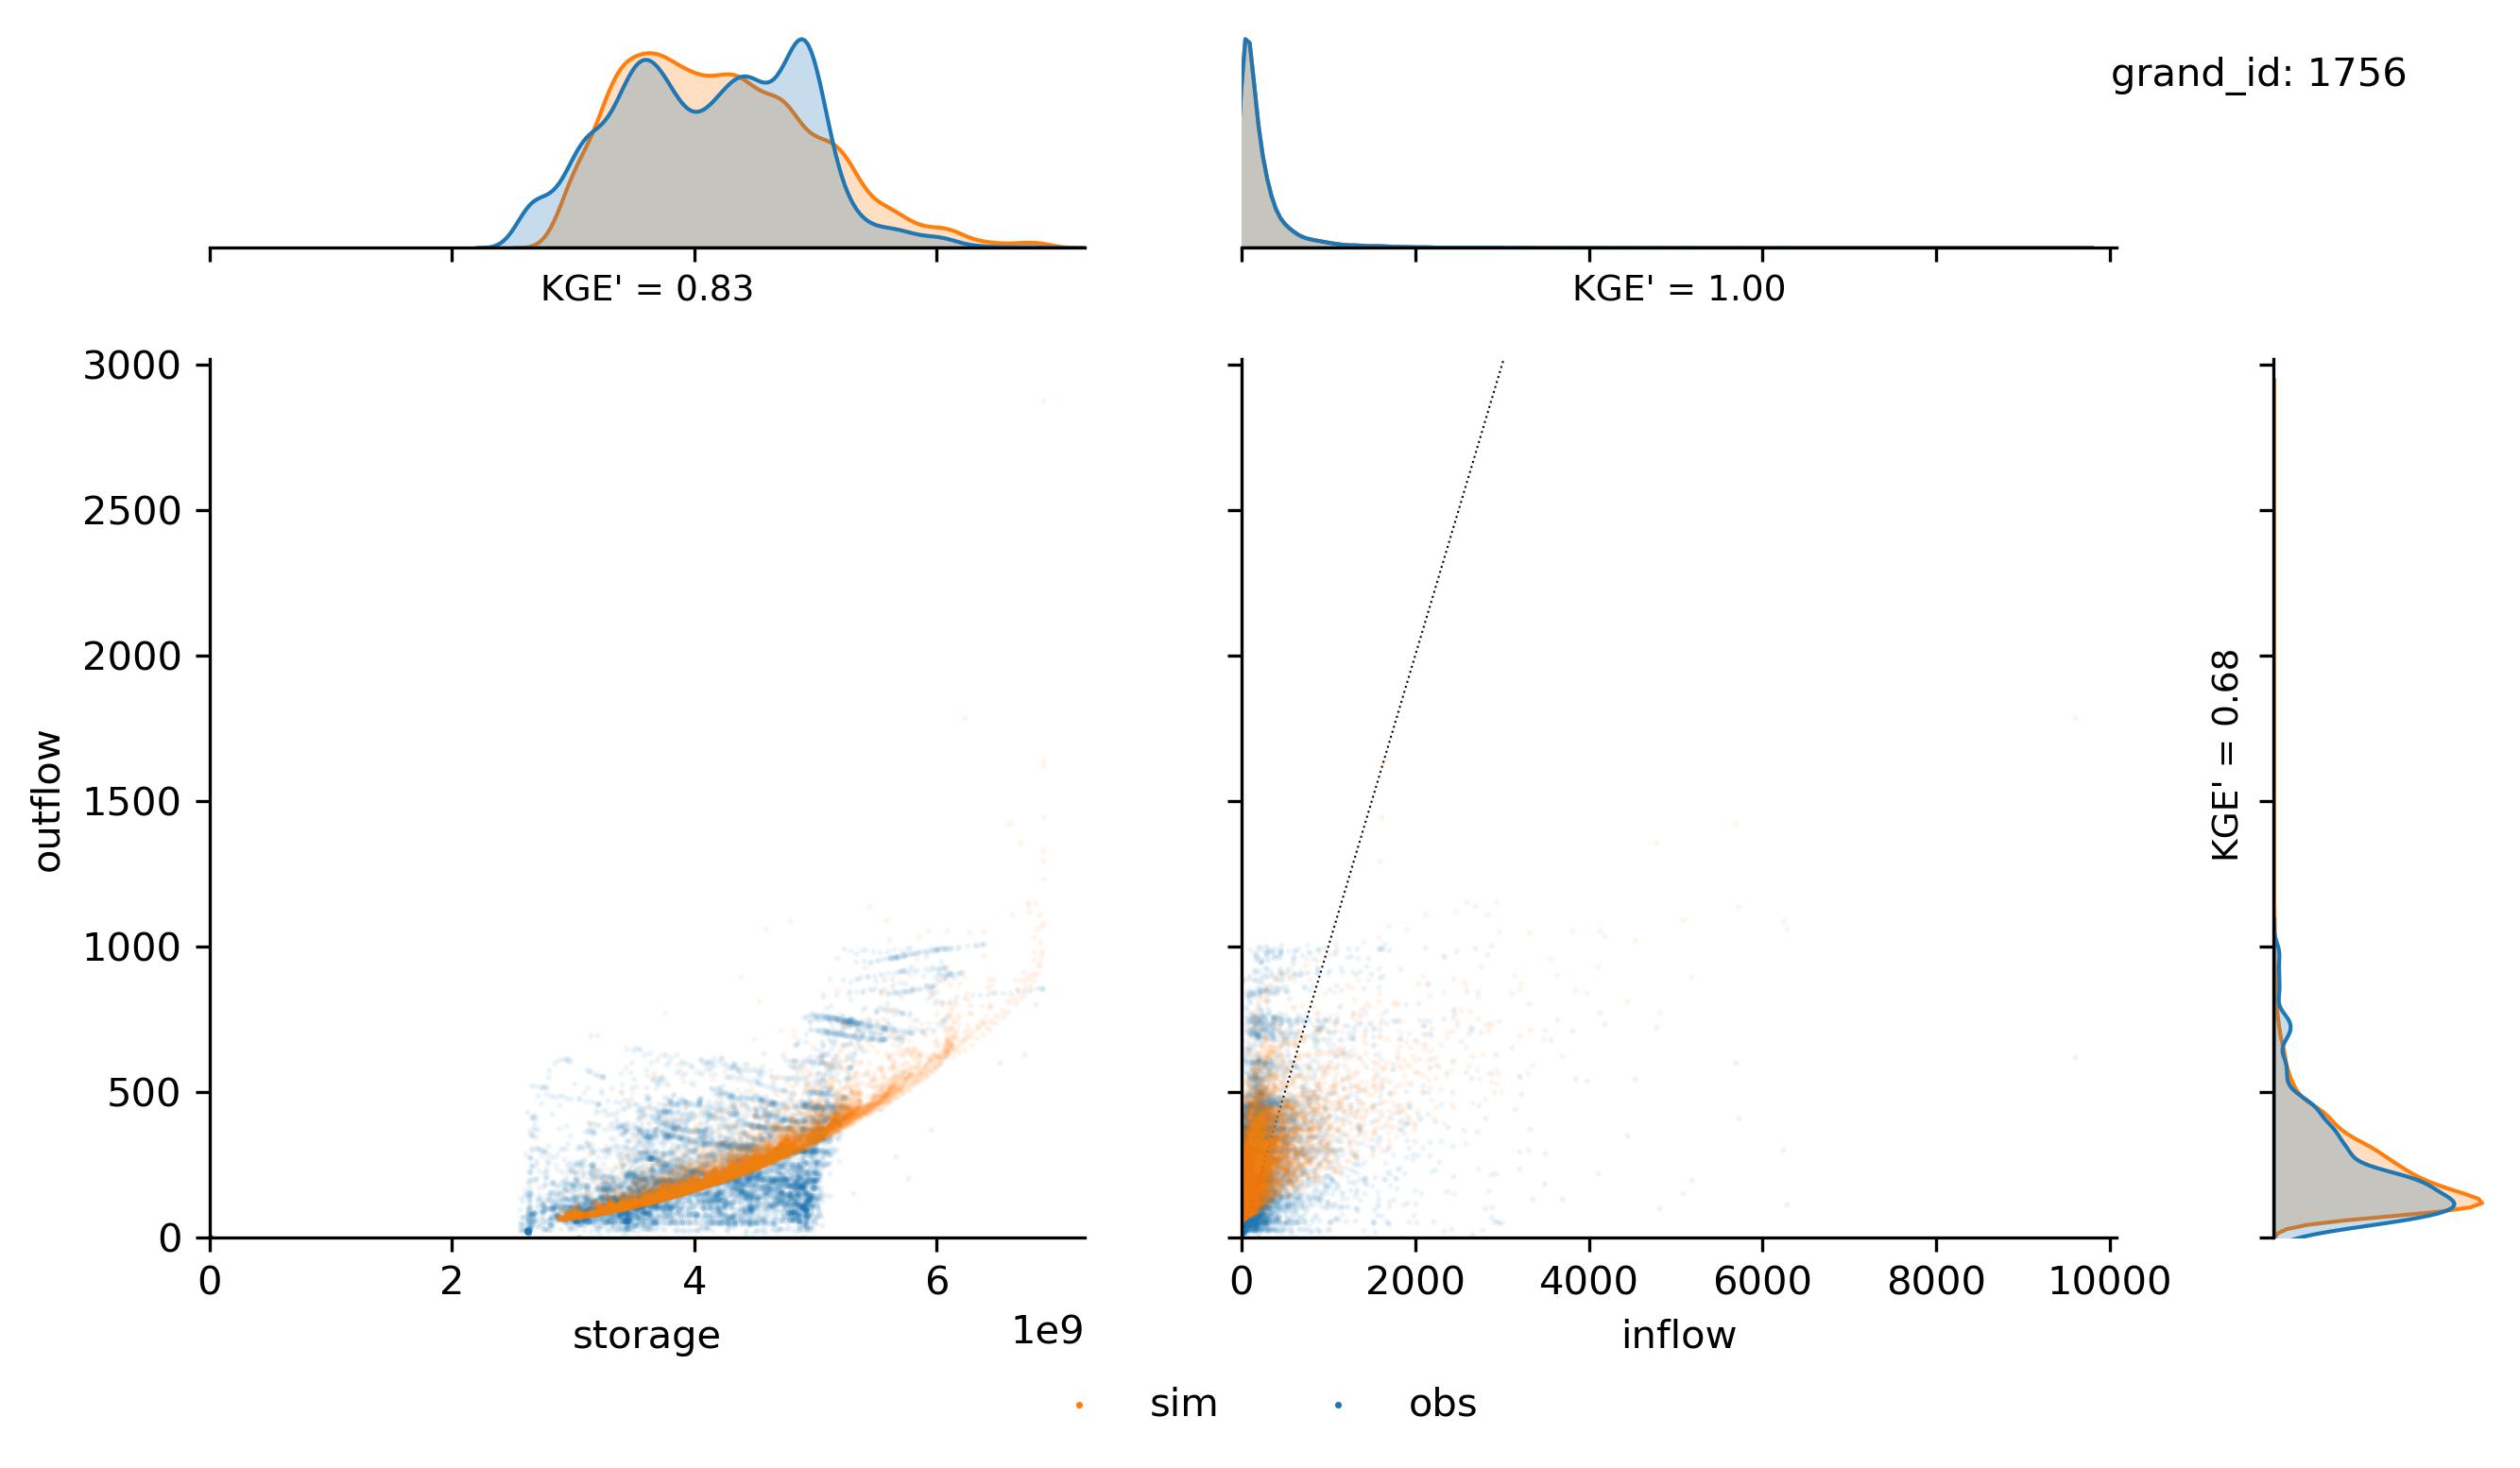 grand_id: 1756
KGE' = 0.83
KGE' = 1.00
3000
2500
2000
1500
1000
500
0
outflow
KGE' = 0.68
0 2 4 6
0 2000 4000 6000 8000 10000
storage
1e9
inflow
sim obs